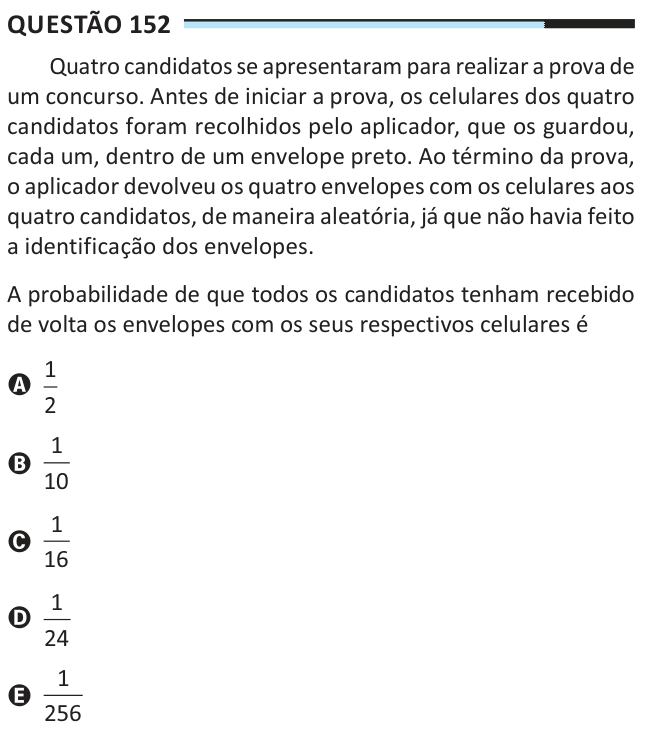 QUESTÃO 152
Quatro candidatos se apresentaram para realizar a prova de
um concurso. Antes de iniciar a prova, os celulares dos quatro
candidatos foram recolhidos pelo aplicador, que os guardou,
cada um, dentro de um envelope preto. Ao término da prova,
o aplicador devolveu os quatro envelopes com os celulares aos
quatro candidatos, de maneira aleatória, já que não havia feito
a identificação dos envelopes.
A probabilidade de que todos os candidatos tenham recebido
de volta os envelopes com os seus respectivos celulares é
A 1/2
B 1/10
C 1/16
D 1/24
E 1/256